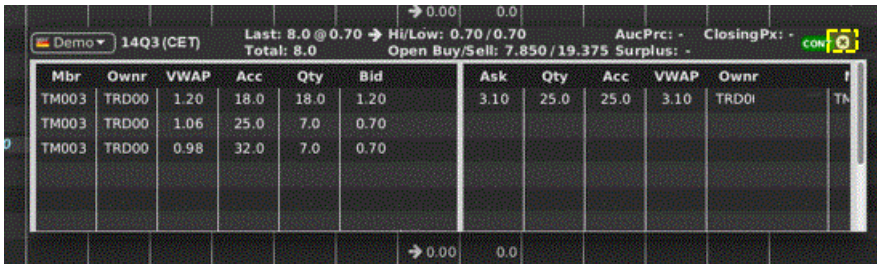 → 0.00 0.0
Demo 14Q3 (CET) Last: 8.0 @ 0.70 → Hi/Low: 0.70 / 0.70 AucPrc: - ClosingPx: -
Total: 8.0 Open Buy/Sell: 7.850 / 19.375 Surplus: -
Mbr Ownr VWAP Acc Qty Bid Ask Qty Acc VWAP Ownr
TM003 TRD00 1.20 18.0 18.0 1.20 3.10 25.0 25.0 3.10
TM003 TRD00 1.06 25.0 7.0 0.70
TM003 TRD00 0.98 32.0 7.0 0.70
→ 0.00 0.0